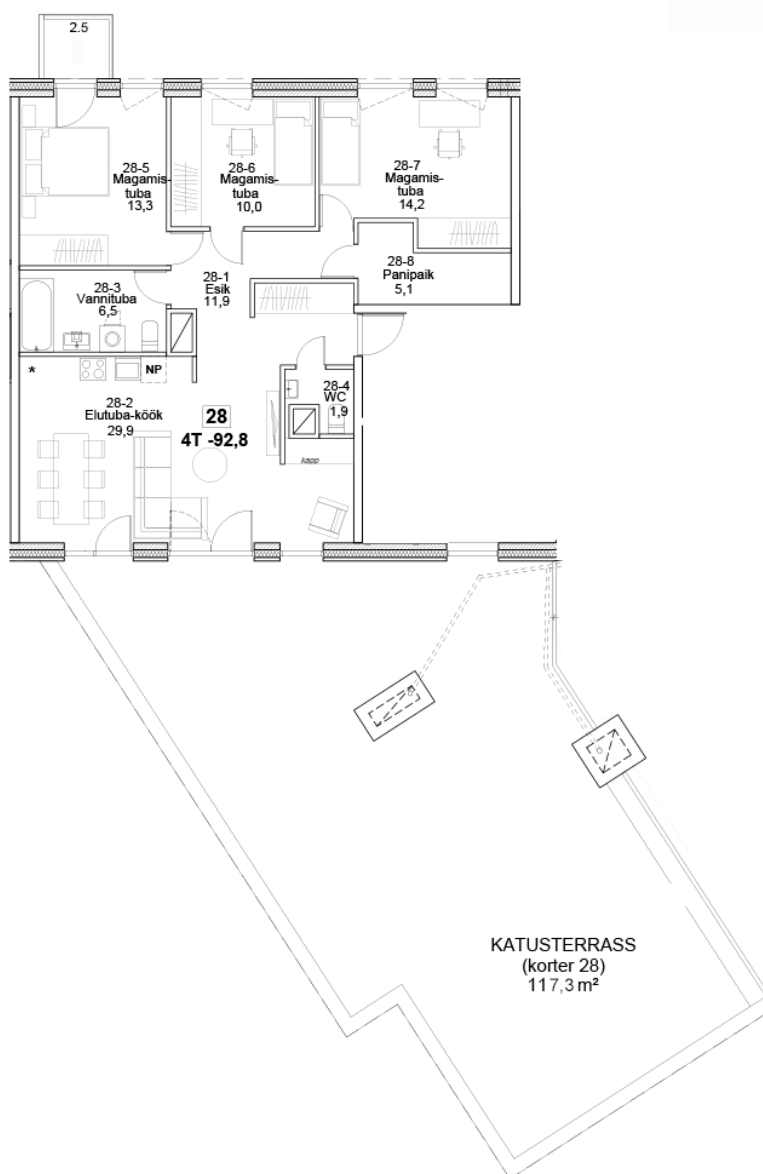 2.5
28-5
Magamis-
tuba
13,3
28-6
Magamis-
tuba
10,0
28-7
Magamis-
tuba
14,2
28-8
Panipaik
5,1
28-1
Esik
11,9
28-3
Vannituba
6,5
*
NP
28-2
Elutuba-köök
29,9
28
4T -92,8
28-4
WC
1,9
kapp
KATUSTERRASS
(korter 28)
117,3 m²